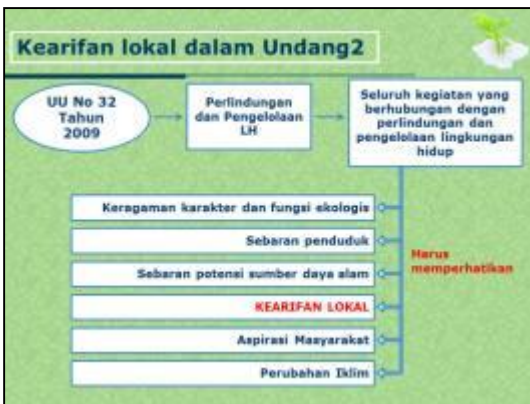 Kearifan lokal dalam Undang2
UU No 32
Tahun
2009
Perlindungan
dan Pengelolaan
LH
Seluruh kegiatan yang
berhubungan dengan
perlindungan dan
pengelolaan lingkungan
hidup
Keragaman karakter dan fungsi ekologis
Sebaran penduduk
Sebaran potensi sumber daya alam
KEARIFAN LOKAL
Aspirasi Masyarakat
Perubahan Iklim
Harus
memperhatikan